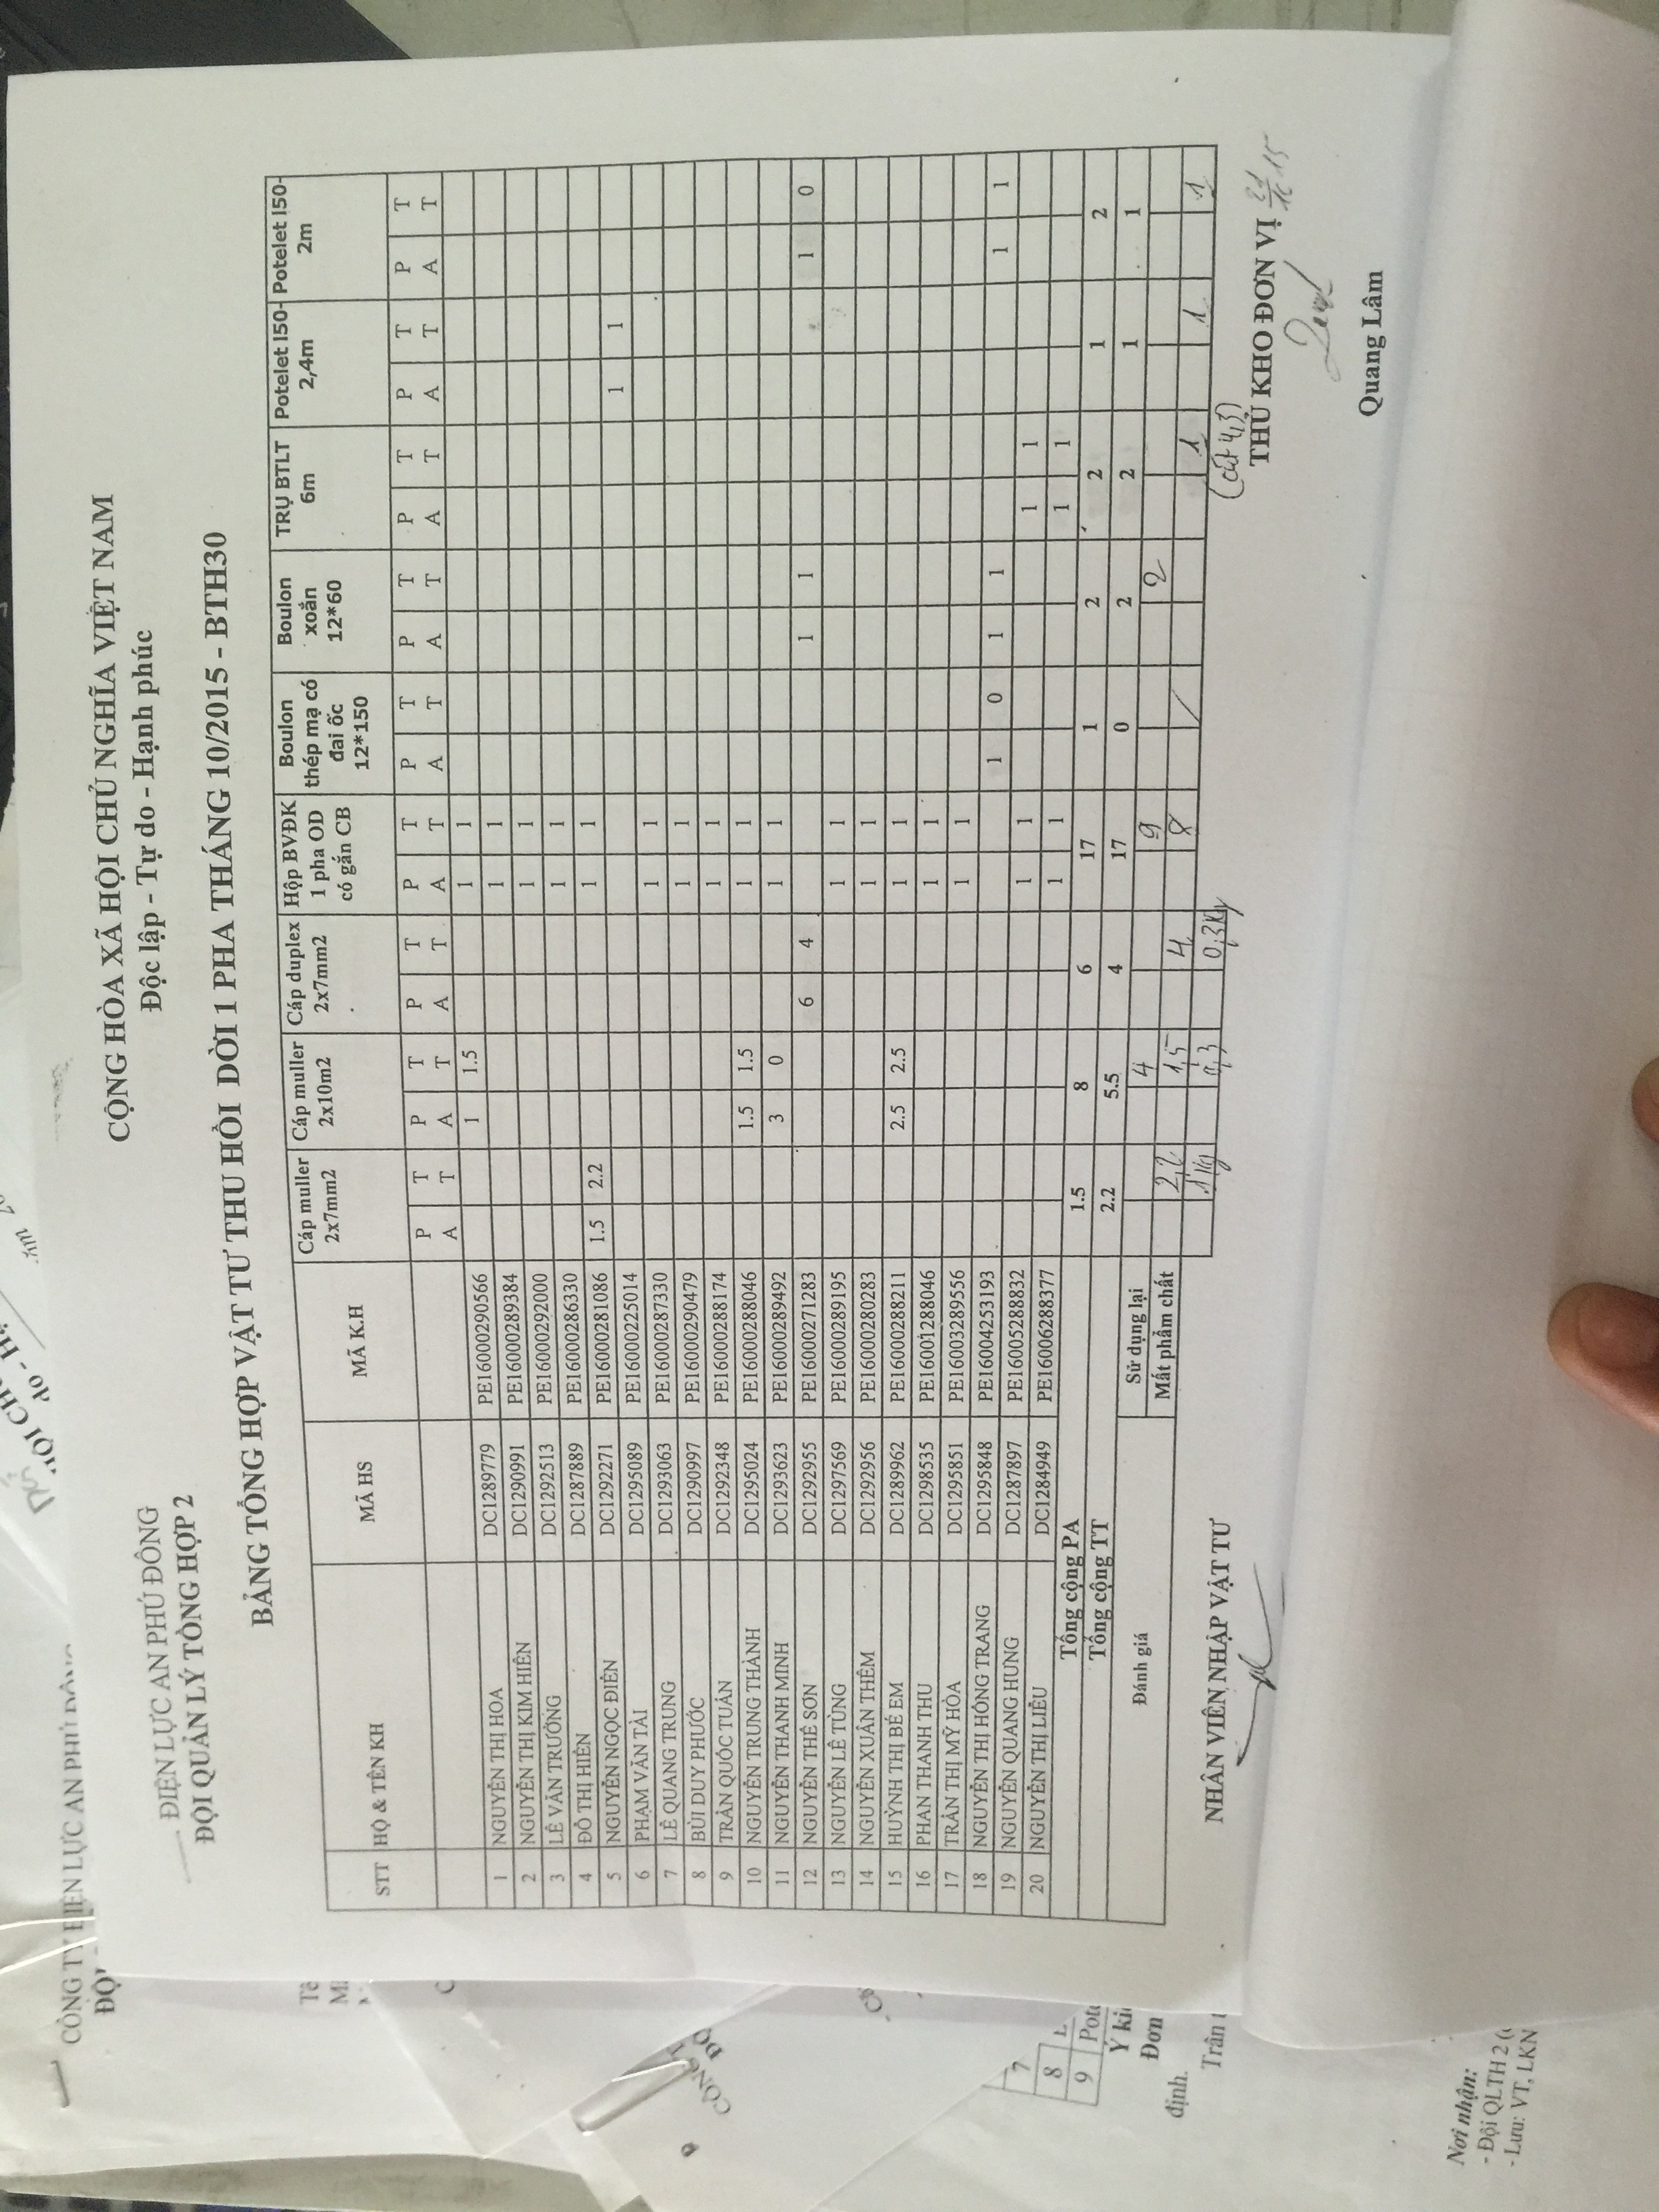 CÔNG TY ĐIỆN LỰC AN PHÚ ĐÔNG
ĐIỆN LỰC AN PHÚ ĐÔNG
ĐỘI QUẢN LÝ TỔNG HỢP 2
CỘNG HÒA XÃ HỘI CHỦ NGHĨA VIỆT NAM
Độc lập - Tự do - Hạnh phúc
BẢNG TỔNG HỢP VẬT TƯ THU HỒI DỜI 1 PHA THÁNG 10/2015 - BTH30
STT HỌ & TÊN KH MÃ HS MÃ K.H Cáp muller 2x7mm2 Cáp muller 2x10m2 Cáp duplex 2x7mm2 Hộp BVĐK 1 pha OD có gắn CB Boulon thép mạ có đai ốc 12*150 Boulon xoắn 12*60 TRỤ BTLT 6m Potelet I50-2,4m Potelet I50-2m
PA TT PA TT PA TT PA TT PA TT PA TT PA TT PA TT PA TT
1 NGUYỄN THỊ HOA DC1289779 PE16000290566 1 1.5 1 1
2 NGUYỄN THỊ KIM HIÊN DC1290991 PE16000289384 1 1
3 LÊ VĂN TRƯỜNG DC1292513 PE16000292000 1 1
4 ĐỖ THỊ HIỀN DC1287889 PE16000286330 1 1
5 NGUYỄN NGỌC ĐIỀN DC1292271 PE16000281086 1.5 2.2 1 1
6 PHẠM VĂN TÀI DC1295089 PE16000225014 1 1
7 LÊ QUANG TRUNG DC1293063 PE16000287330 1 1
8 BÙI DUY PHƯỚC DC1290997 PE16000290479 1 1
9 TRẦN QUỐC TUẤN DC1292348 PE16000288174 1 1
10 NGUYỄN TRUNG THÀNH DC1295024 PE16000288046 1.5 1.5 1 1
11 NGUYỄN THANH MINH DC1293623 PE16000289492 3 0 1 1
12 NGUYỄN THẾ SƠN DC1292955 PE16000271283 6 4 1 1 1 0
13 NGUYỄN LÊ TÙNG DC1297569 PE16000289195 1 1
14 NGUYỄN XUÂN THÊM DC1292956 PE16000280283 1 1
15 HUỲNH THỊ BÉ EM DC1289962 PE16000288211 2.5 2.5 1 1
16 PHAN THANH THU DC1298535 PE16001288046 1 1
17 TRẦN THỊ MỸ HÒA DC1295851 PE16003289556 1 1
18 NGUYỄN THỊ HỒNG TRANG DC1295848 PE16004253193 1 0 1 1 1 1
19 NGUYỄN QUANG HƯNG DC1287897 PE16005288832 1 1 1 1
20 NGUYỄN THỊ LIỄU DC1284949 PE16006288377 1 1 1 1
Tổng cộng PA 1.5 8 6 17 1 2 2 1 2
Tổng cộng TT 2.2 5.5 4 17 0 2 2 1 1
Đánh giá Sử dụng lại 4 9 2
Mất phẩm chất 2,2 1,5 4 8 / 1 1 1
1 Kg 0,3 0,3Kg
(cắt 4,5)
NHÂN VIÊN NHẬP VẬT TƯ
THỦ KHO ĐƠN VỊ
Quang Lâm
7
8
9 Pote
Ý kiế
Đơn
định.
Trân t
Nơi nhận:
- Đội QLTH 2
- Lưu: VT, LKN